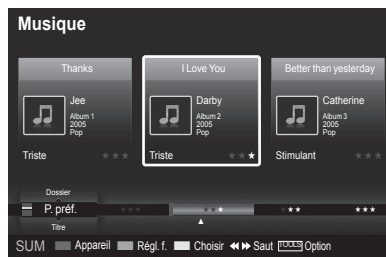 Musique
Thanks
Jee
Album 1
2005
Pop
Triste
I Love You
Darby
Album 2
2005
Pop
Triste
Better than yesterday
Catherine
Album 3
2005
Pop
Stimulant
Dossier
P. préf.
Titre
SUM Appareil Régl. f. Choisir Saut TOOLS Option